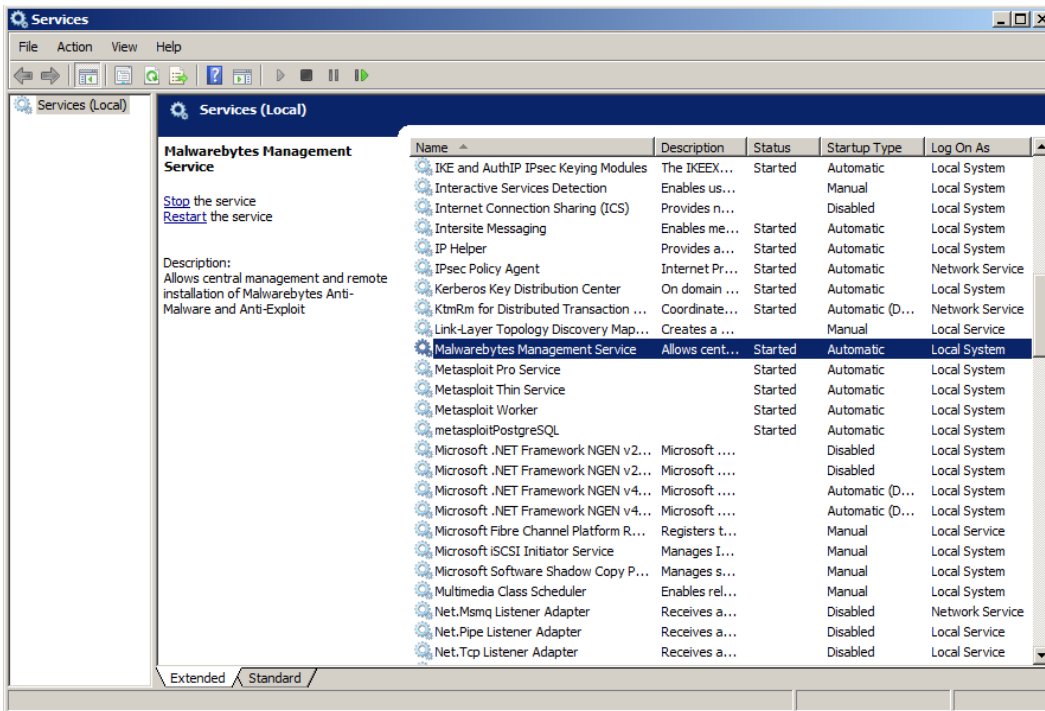 Services
File Action View Help
Services (Local)
Services (Local)
Malwarebytes Management
Service
Stop the service
Restart the service
Description:
Allows central management and remote
installation of Malwarebytes Anti-
Malware and Anti-Exploit
Name Description Status Startup Type Log On As
IKE and AuthIP IPsec Keying Modules The IKEEX... Started Automatic Local System
Interactive Services Detection Enables us... Manual Local System
Internet Connection Sharing (ICS) Provides n... Disabled Local System
Intersite Messaging Enables me... Started Automatic Local System
IP Helper Provides a... Started Automatic Local System
IPsec Policy Agent Internet Pr... Started Automatic Network Service
Kerberos Key Distribution Center On domain ... Started Automatic Local System
KtmRm for Distributed Transaction ... Coordinate... Started Automatic (D... Network Service
Link-Layer Topology Discovery Map... Creates a ... Manual Local Service
Malwarebytes Management Service Allows cent... Started Automatic Local System
Metasploit Pro Service Started Automatic Local System
Metasploit Thin Service Started Automatic Local System
Metasploit Worker Started Automatic Local System
metasploitPostgreSQL Started Automatic Local System
Microsoft .NET Framework NGEN v2... Microsoft .... Disabled Local System
Microsoft .NET Framework NGEN v2... Microsoft .... Disabled Local System
Microsoft .NET Framework NGEN v4... Microsoft .... Automatic (D... Local System
Microsoft .NET Framework NGEN v4... Microsoft .... Automatic (D... Local System
Microsoft Fibre Channel Platform R... Registers t... Manual Local Service
Microsoft iSCSI Initiator Service Manages I... Manual Local System
Microsoft Software Shadow Copy P... Manages s... Manual Local System
Multimedia Class Scheduler Enables rel... Manual Local System
Net.Msmq Listener Adapter Receives a... Disabled Network Service
Net.Pipe Listener Adapter Receives a... Disabled Local Service
Net.Tcp Listener Adapter Receives a... Disabled Local Service
Extended Standard